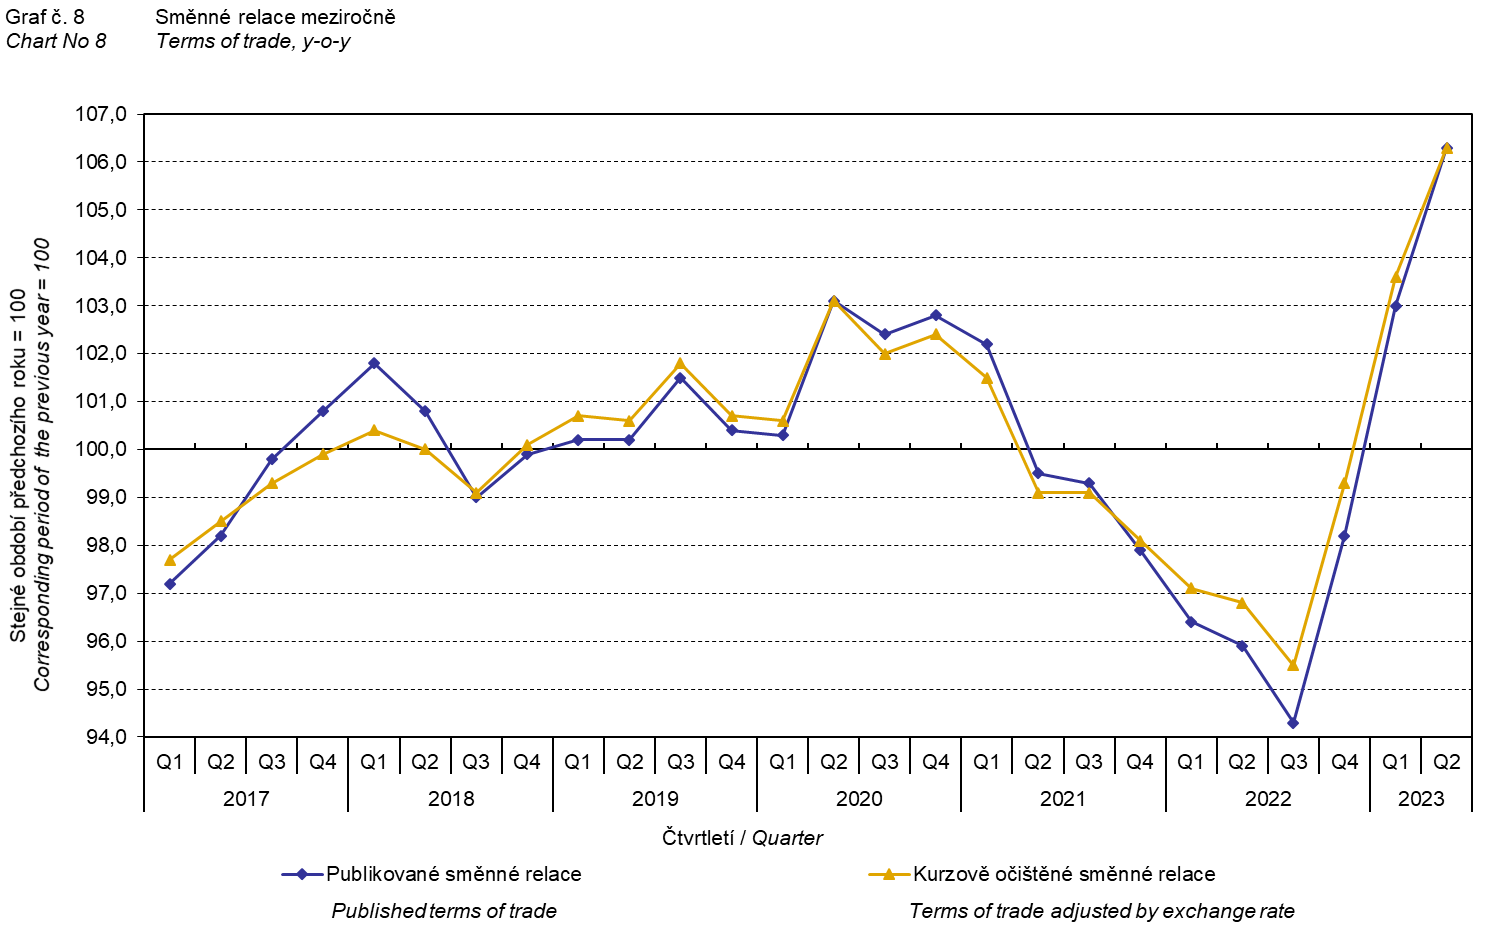 Graf č. 8 Směnné relace meziročně
Chart No 8 Terms of trade, y-o-y
Stejné období předchozího roku = 100
Corresponding period of the previous year = 100
107,0
106,0
105,0
104,0
103,0
102,0
101,0
100,0
99,0
98,0
97,0
96,0
95,0
94,0
Q1 Q2 Q3 Q4 Q1 Q2 Q3 Q4 Q1 Q2 Q3 Q4 Q1 Q2 Q3 Q4 Q1 Q2 Q3 Q4 Q1 Q2 Q3 Q4 Q1 Q2
2017 2018 2019 2020 2021 2022 2023
Čtvrtletí / Quarter
Publikované směnné relace Kurzově očištěné směnné relace
Published terms of trade Terms of trade adjusted by exchange rate